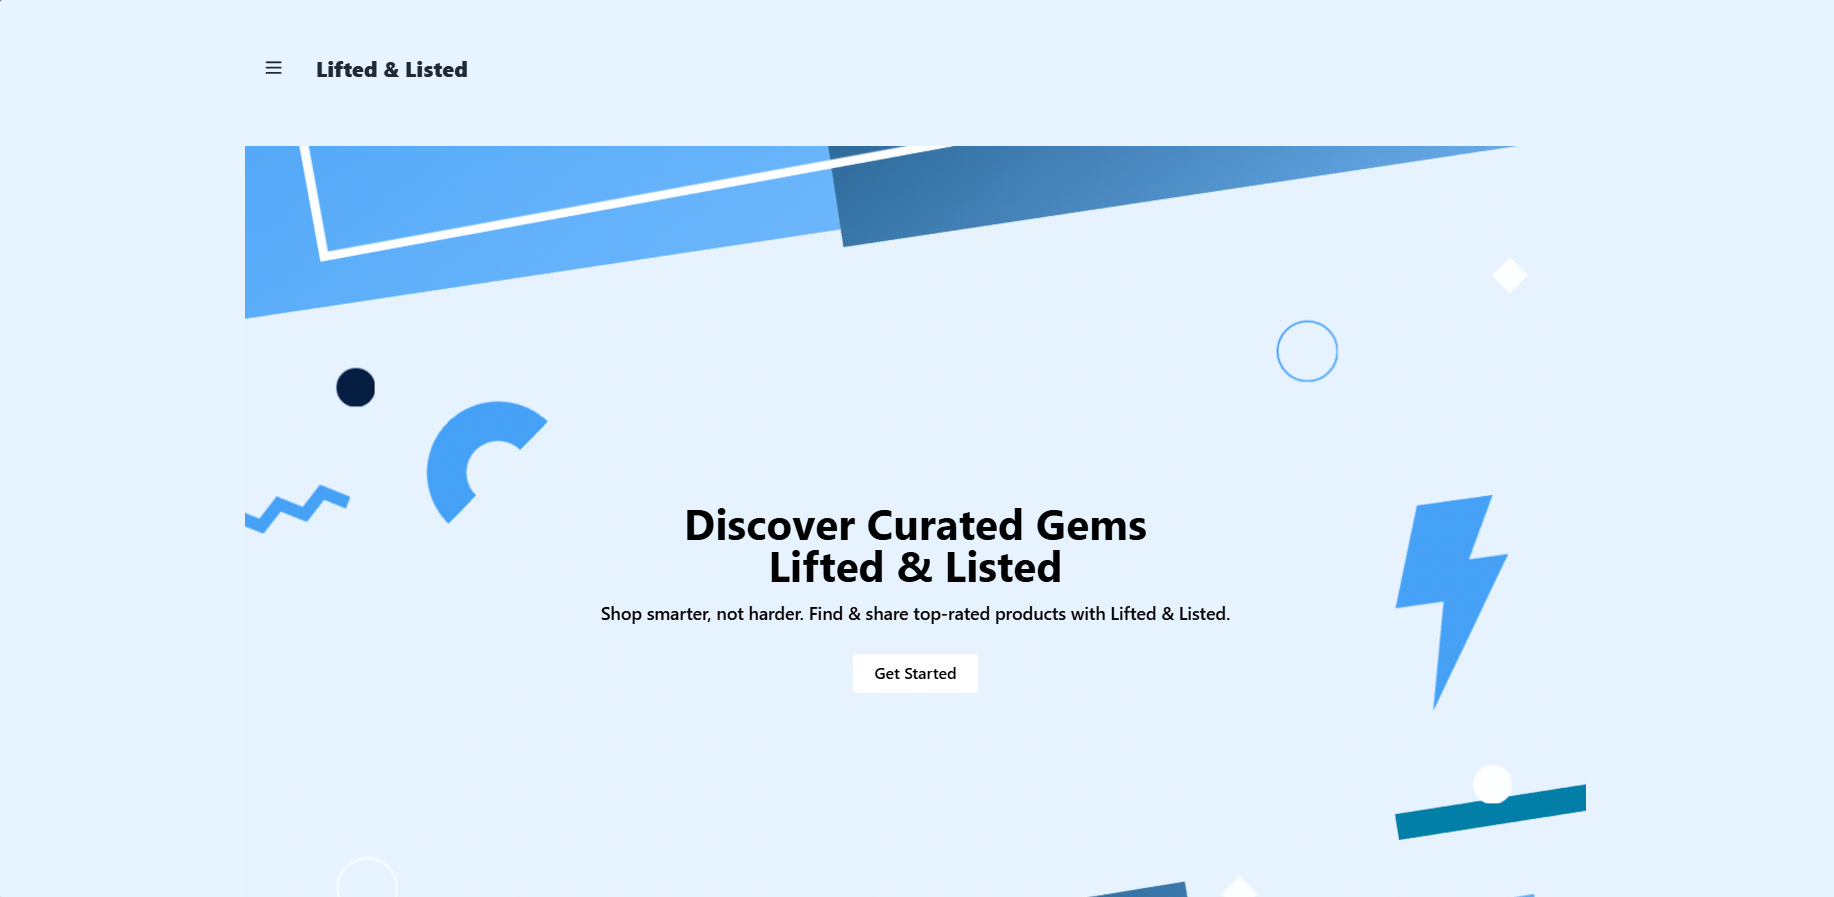 Lifted & Listed
Discover Curated Gems
Lifted & Listed
Shop smarter, not harder. Find & share top-rated products with Lifted & Listed.
Get Started